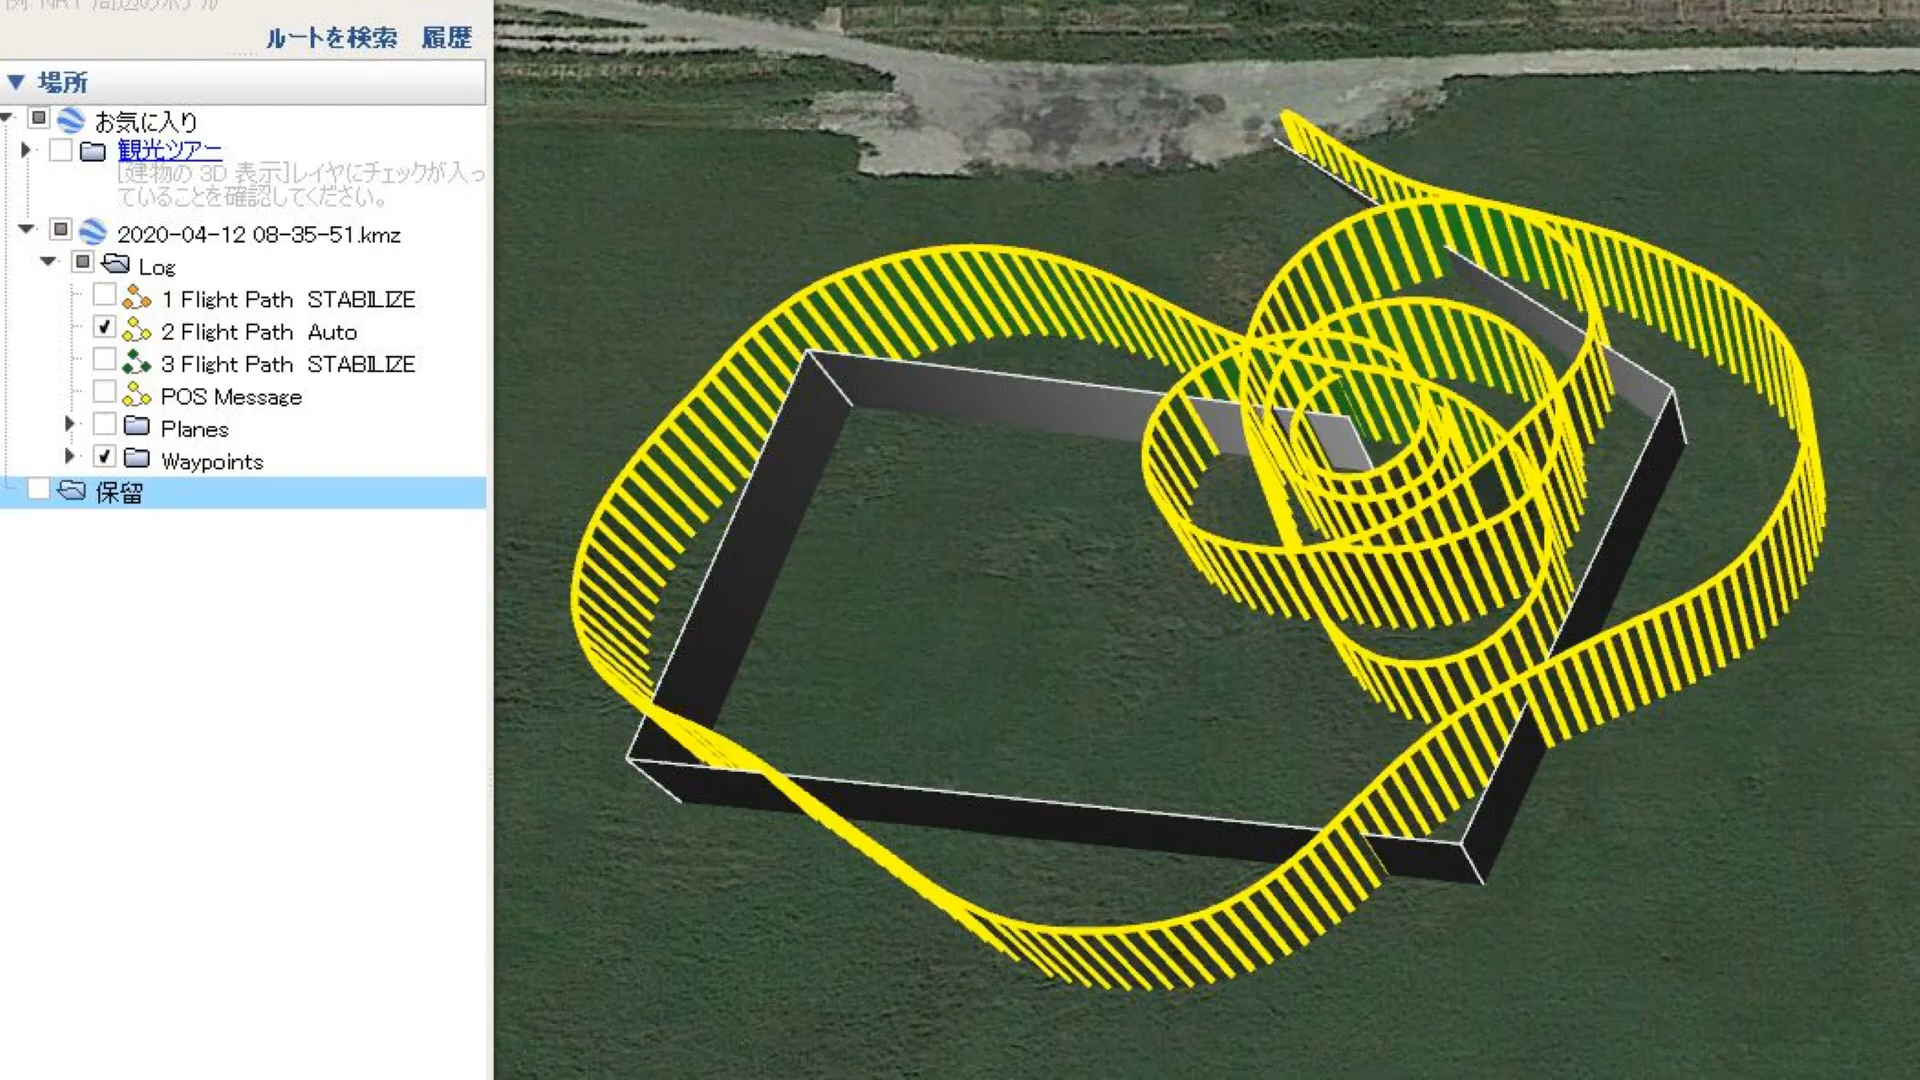 ルートを検索 履歴
場所
お気に入り
観光ツアー
[建物の 3D 表示]レイヤにチェックが入っ
ていることを確認してください。
2020-04-12 08-35-51.kmz
Log
1 Flight Path STABILIZE
2 Flight Path Auto
3 Flight Path STABILIZE
POS Message
Planes
Waypoints
保留